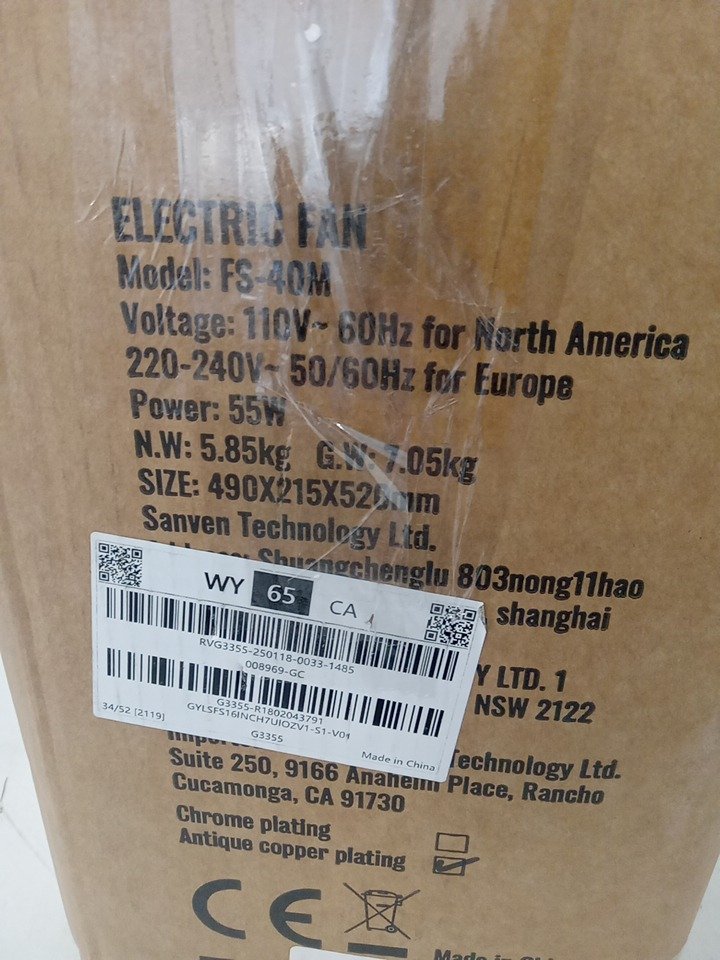 ELECTRIC FAN
Model: FS-40M
Voltage: 110V~ 60Hz for North America
220-240V~ 50/60Hz for Europe
Power: 55W
N.W: 5.85kg G.W: 7.05kg
SIZE: 490X215X520mm
Sanven Technology Ltd.
Shuangchenglu 803nong11hao
shanghai
WY 65 CA
RVG3355-250118-0033-1485
008969-GC
G3355-R1802043791
GYLSFS16INCH7UIOZV1-S1-V01
34/52 [2119]
G3355
Made in China
Y LTD. 1
NSW 2122
Technology Ltd.
Suite 250, 9166 Anaheim Place, Rancho
Cucamonga, CA 91730
Chrome plating
Antique copper plating
CE
Made in